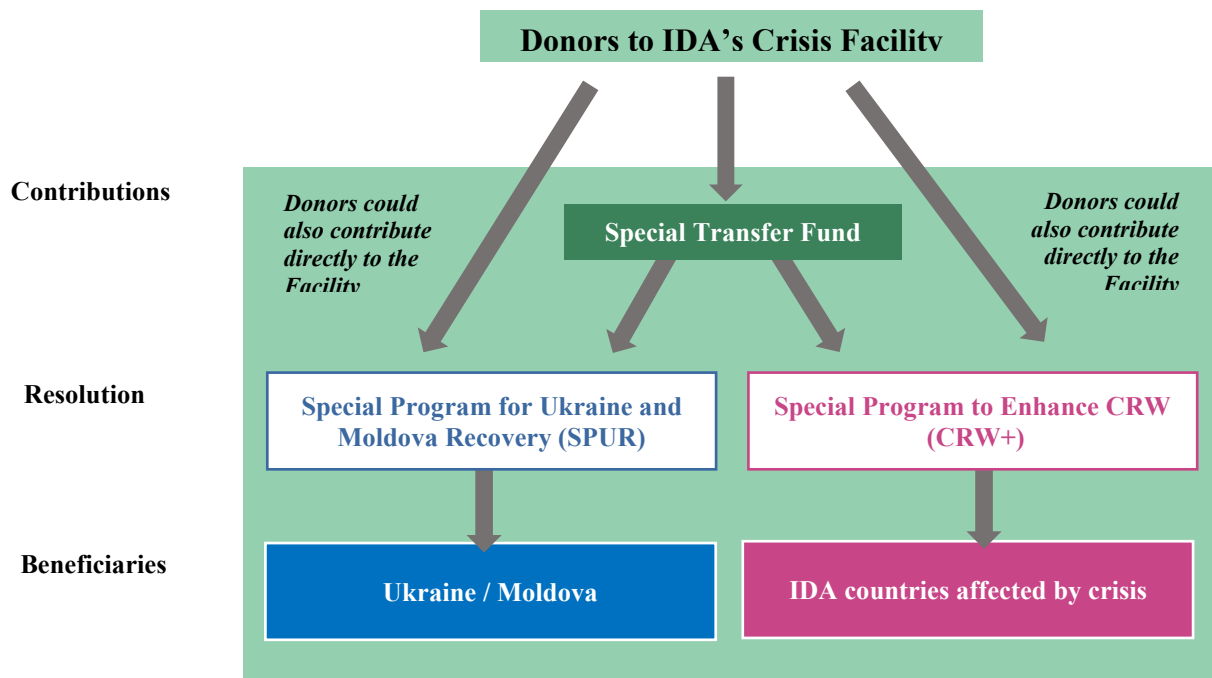 Donors to IDA's Crisis Facility
Contributions
Donors could
also contribute
directly to the
Facility
Special Transfer Fund
Donors could
also contribute
directly to the
Facility
Resolution
Special Program for Ukraine and
Moldova Recovery (SPUR)
Special Program to Enhance CRW
(CRW+)
Beneficiaries
Ukraine / Moldova
IDA countries affected by crisis